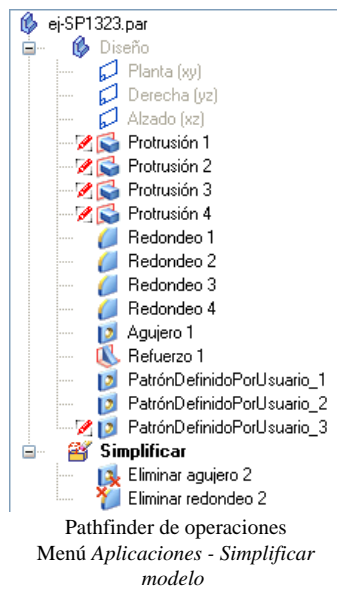 ej-SP1323.par
Diseño
Planta (xy)
Derecha (yz)
Alzado (xz)
Protrusión 1
Protrusión 2
Protrusión 3
Protrusión 4
Redondeo 1
Redondeo 2
Redondeo 3
Redondeo 4
Agujero 1
Refuerzo 1
PatrónDefinidoPorUsuario_1
PatrónDefinidoPorUsuario_2
PatrónDefinidoPorUsuario_3
Simplificar
Eliminar agujero 2
Eliminar redondeo 2
Pathfinder de operaciones
Menú Aplicaciones - Simplificar
modelo